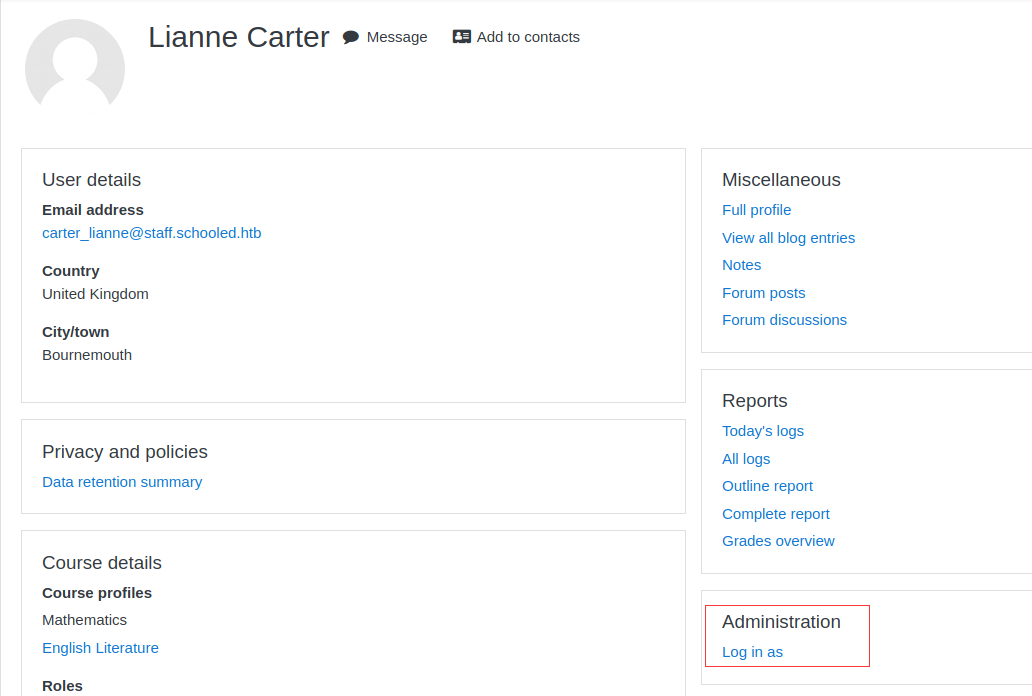 Lianne Carter Message Add to contacts
User details
Email address
carter_lianne@staff.schooled.htb
Country
United Kingdom
City/town
Bournemouth
Privacy and policies
Data retention summary
Course details
Course profiles
Mathematics
English Literature
Roles
Miscellaneous
Full profile
View all blog entries
Notes
Forum posts
Forum discussions
Reports
Today's logs
All logs
Outline report
Complete report
Grades overview
Administration
Log in as